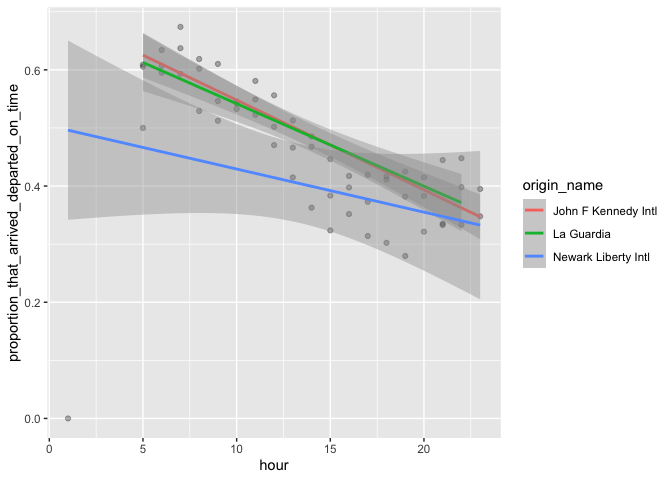 0.6
0.4
0.2
0.0
0
5
10
15
20
hour
proportion_that_arrived_departed_on_time
origin_name
John F Kennedy Intl
La Guardia
Newark Liberty Intl